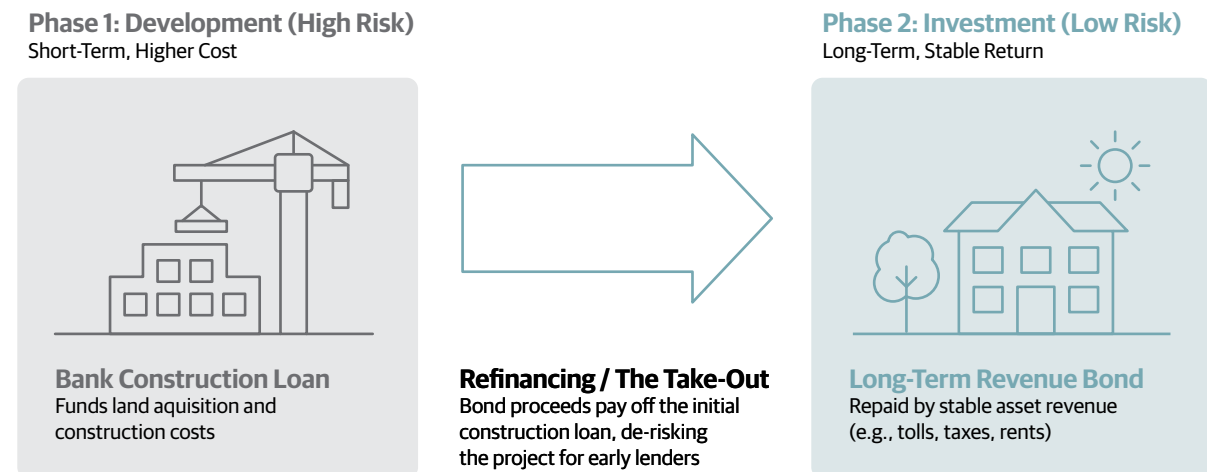 Phase 1: Development (High Risk)
Short-Term, Higher Cost
Bank Construction Loan
Funds land aquisition and
construction costs
Refinancing / The Take-Out
Bond proceeds pay off the initial
construction loan, de-risking
the project for early lenders
Phase 2: Investment (Low Risk)
Long-Term, Stable Return
Long-Term Revenue Bond
Repaid by stable asset revenue
(e.g., tolls, taxes, rents)